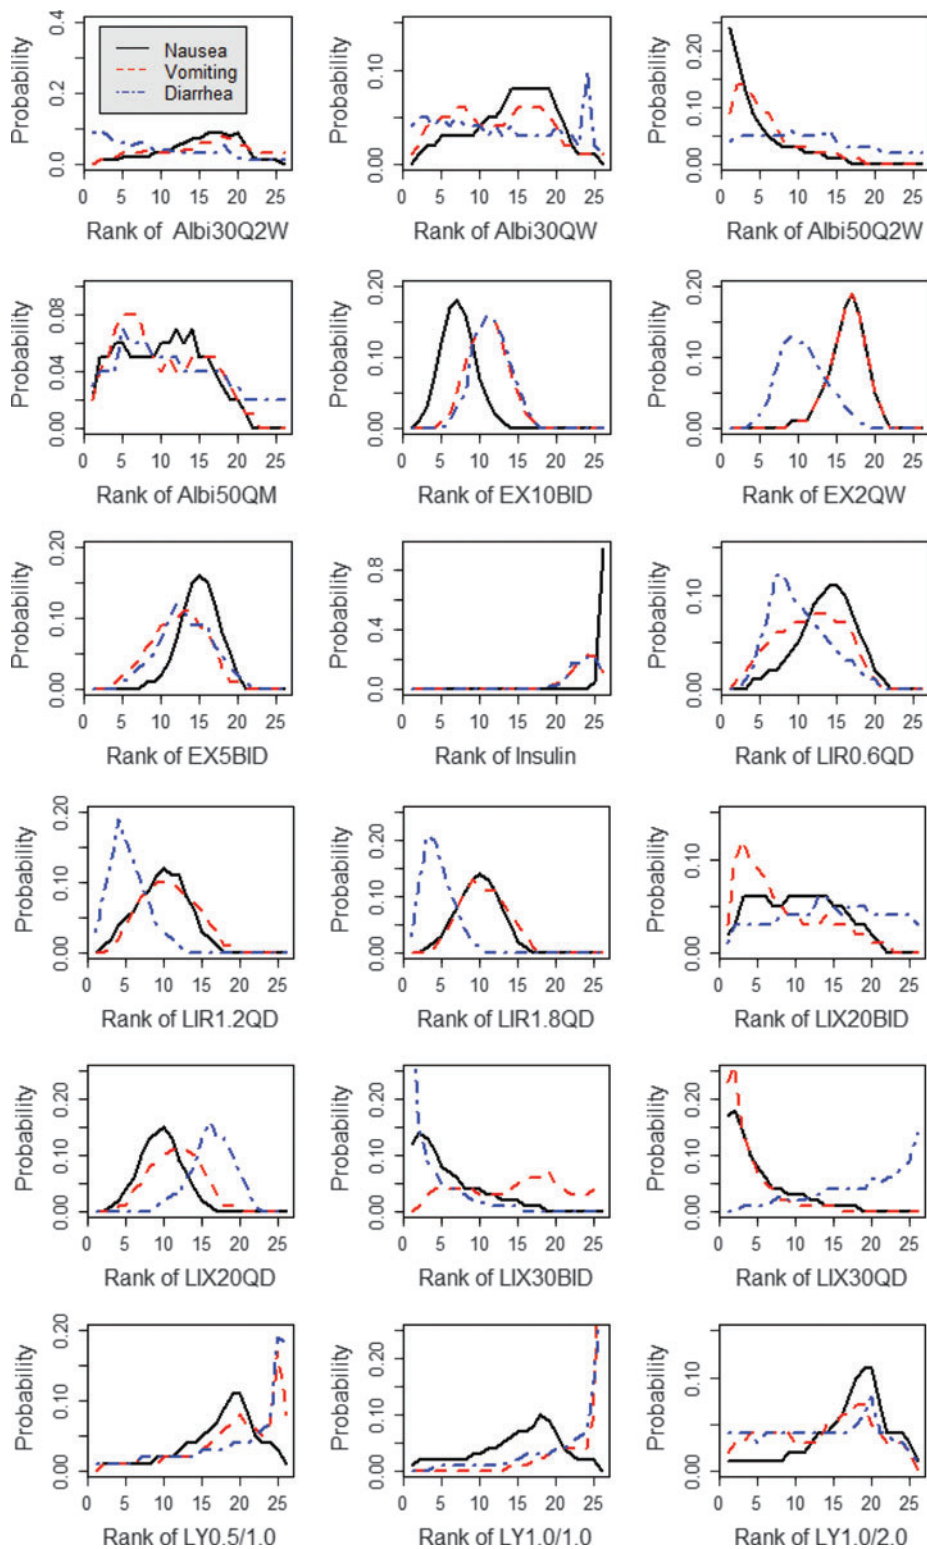 Probability
0.0 0.2 0.4
Nausea
Vomiting
Diarrhea
0 5 10 15 20 25
Rank of Albi30Q2W
Probability
0.00 0.10
0 5 10 15 20 25
Rank of Albi30QW
Probability
0.00 0.10 0.20
0 5 10 15 20 25
Rank of Albi50Q2W
Probability
0.00 0.04 0.08
0 5 10 15 20 25
Rank of Albi50QM
Probability
0.00 0.10 0.20
0 5 10 15 20 25
Rank of EX10BID
Probability
0.00 0.10 0.20
0 5 10 15 20 25
Rank of EX2QW
Probability
0.00 0.10 0.20
0 5 10 15 20 25
Rank of EX5BID
Probability
0.0 0.4 0.8
0 5 10 15 20 25
Rank of Insulin
Probability
0.00 0.10
0 5 10 15 20 25
Rank of LIR0.6QD
Probability
0.00 0.10 0.20
0 5 10 15 20 25
Rank of LIR1.2QD
Probability
0.00 0.10 0.20
0 5 10 15 20 25
Rank of LIR1.8QD
Probability
0.00 0.10
0 5 10 15 20 25
Rank of LIX20BID
Probability
0.00 0.10 0.20
0 5 10 15 20 25
Rank of LIX20QD
Probability
0.00 0.10 0.20
0 5 10 15 20 25
Rank of LIX30BID
Probability
0.00 0.10 0.20
0 5 10 15 20 25
Rank of LIX30QD
Probability
0.00 0.10 0.20
0 5 10 15 20 25
Rank of LY0.5/1.0
Probability
0.00 0.10 0.20
0 5 10 15 20 25
Rank of LY1.0/1.0
Probability
0.00 0.10
0 5 10 15 20 25
Rank of LY1.0/2.0